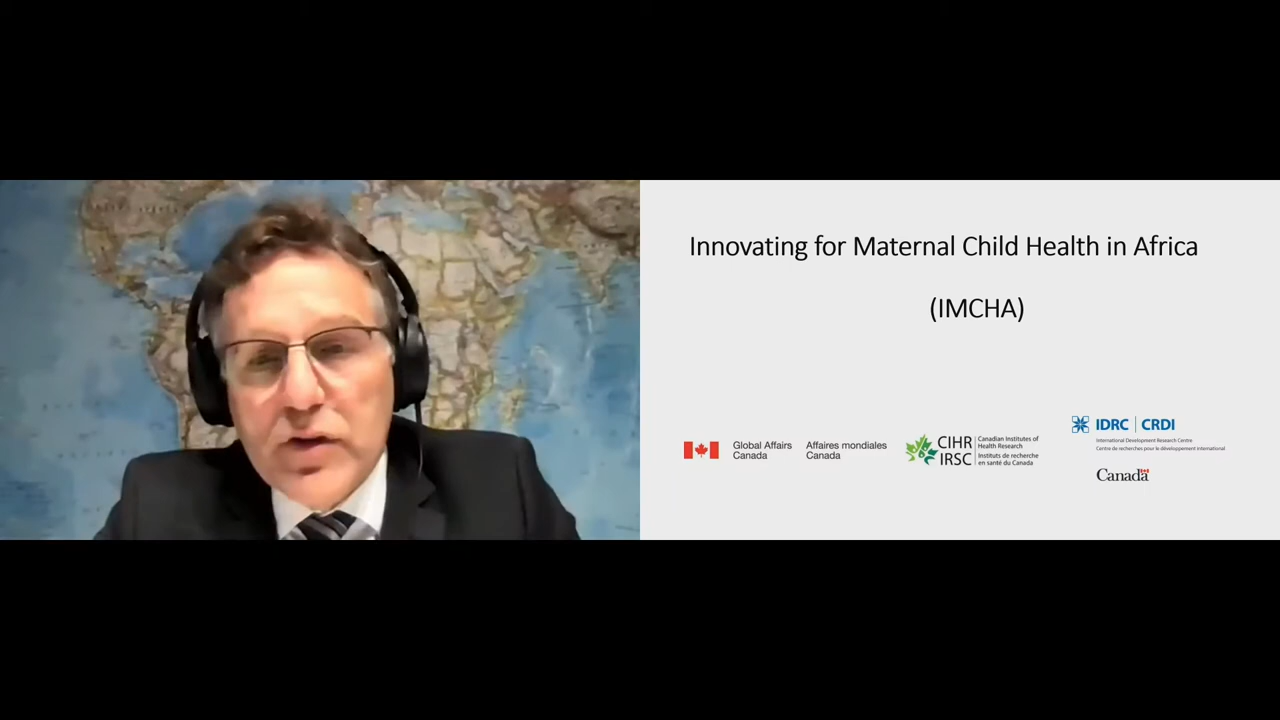 Innovating for Maternal Child Health in Africa
(IMCHA)
Global Affairs
Canada
Affaires mondiales
Canada
CIHR
IRSC
Canadian Institutes of
Health Research
Instituts de recherche
en santé du Canada
IDRC | CRDI
International Development Research Centre
Centre de recherches pour le développement international
Canada